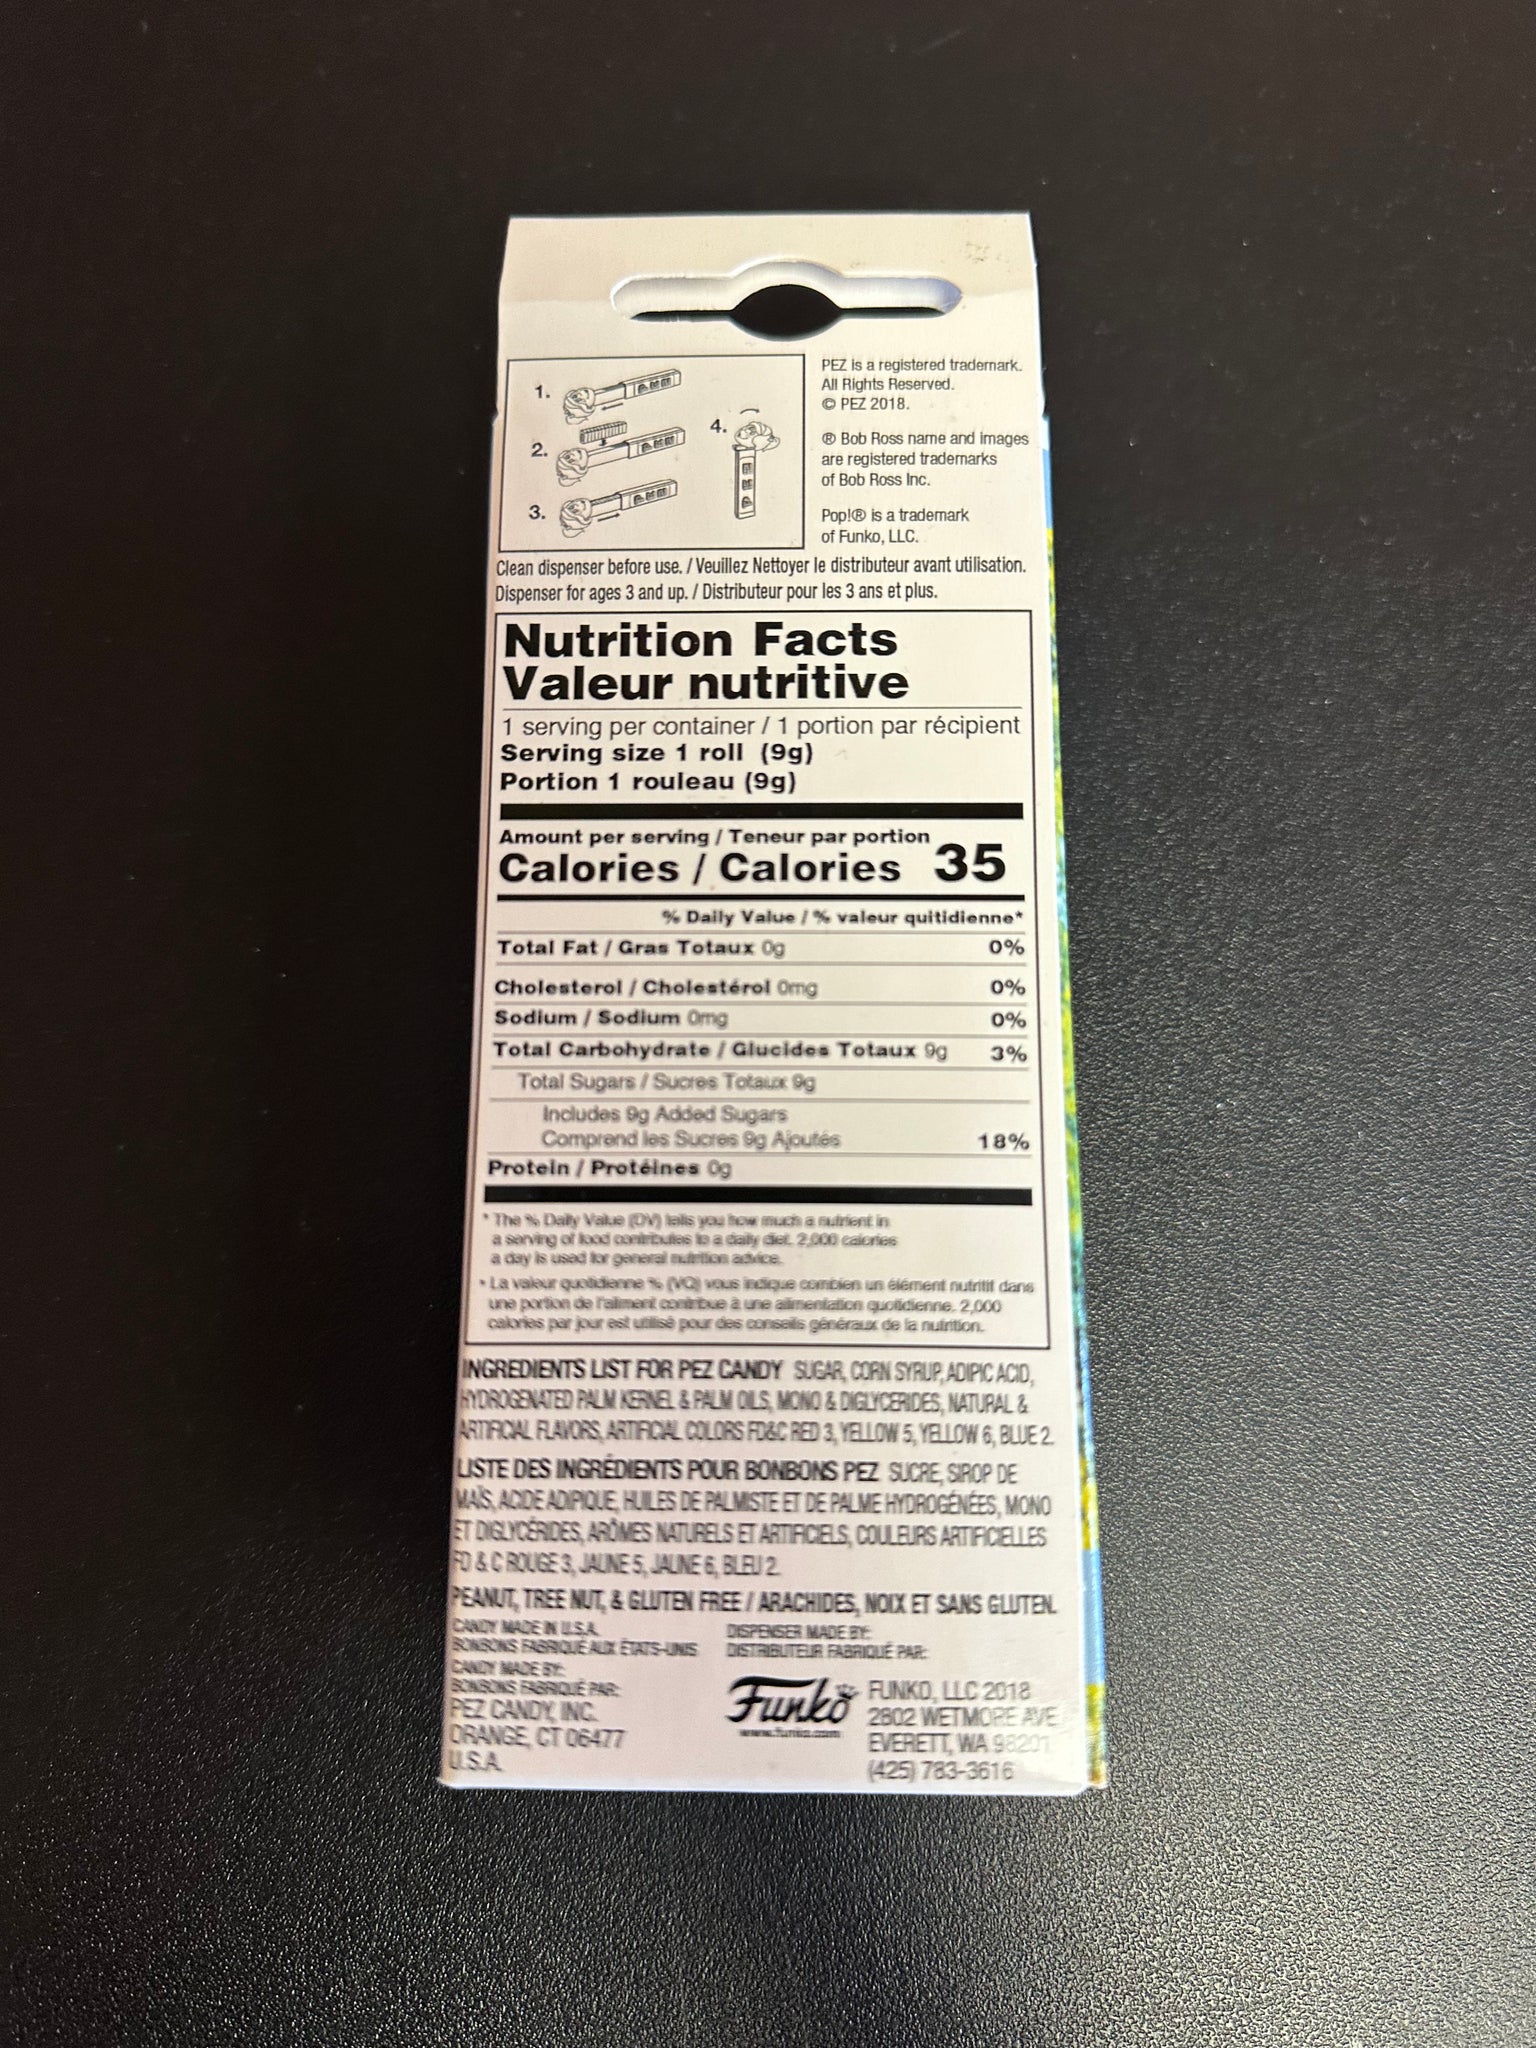 1.
2.
3.
4.
PEZ is a registered trademark.
All Rights Reserved.
© PEZ 2018.
® Bob Ross name and images
are registered trademarks
of Bob Ross Inc.
Pop!® is a trademark
of Funko, LLC.
Clean dispenser before use. / Veuillez Nettoyer le distributeur avant utilisation.
Dispenser for ages 3 and up. / Distributeur pour les 3 ans et plus.
Nutrition Facts
Valeur nutritive
1 serving per container / 1 portion par récipient
Serving size 1 roll (9g)
Portion 1 rouleau (9g)
Amount per serving / Teneur par portion
Calories / Calories 35
% Daily Value / % valeur quitidienne*
Total Fat / Gras Totaux 0g 0%
Cholesterol / Cholestérol 0mg 0%
Sodium / Sodium 0mg 0%
Total Carbohydrate / Glucides Totaux 9g 3%
Total Sugars / Sucres Totaux 9g
Includes 9g Added Sugars
Comprend les Sucres 9g Ajoutés 18%
Protein / Protéines 0g
* The % Daily Value (DV) tells you how much a nutrient in
a serving of food contributes to a daily diet. 2,000 calories
a day is used for general nutrition advice.
* La valeur quotidienne % (VQ) vous indique combien un élément nutritif dans
une portion de l'aliment contribue à une alimentation quotidienne. 2,000
calories par jour est utilisé pour des conseils généraux de la nutrition.
INGREDIENTS LIST FOR PEZ CANDY SUGAR, CORN SYRUP, ADIPIC ACID,
HYDROGENATED PALM KERNEL & PALM OILS, MONO & DIGLYCERIDES, NATURAL &
ARTIFICIAL FLAVORS, ARTIFICIAL COLORS FD&C RED 3, YELLOW 5, YELLOW 6, BLUE 2.
LISTE DES INGRÉDIENTS POUR BONBONS PEZ SUCRE, SIROP DE
MAÏS, ACIDE ADIPIQUE, HUILES DE PALMISTE ET DE PALME HYDROGÉNÉES, MONO
ET DIGLYCÉRIDES, ARÔMES NATURELS ET ARTIFICIELS, COULEURS ARTIFICIELLES
FD & C ROUGE 3, JAUNE 5, JAUNE 6, BLEU 2.
PEANUT, TREE NUT, & GLUTEN FREE / ARACHIDES, NOIX ET SANS GLUTEN.
CANDY MADE IN U.S.A.
BONBONS FABRIQUÉ AUX ÉTATS-UNIS
CANDY MADE BY:
BONBONS FABRIQUÉ PAR:
PEZ CANDY, INC.
ORANGE, CT 06477
U.S.A.
DISPENSER MADE BY:
DISTRIBUTEUR FABRIQUÉ PAR:
Funko
www.funko.com
FUNKO, LLC 2018
2802 WETMORE AVE
EVERETT, WA 98201
(425) 783-3616